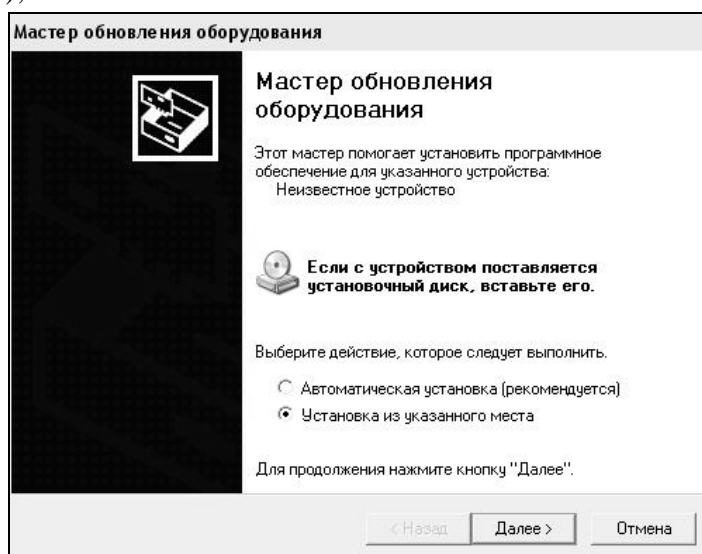 ),
Мастер обновления оборудования
Мастер обновления
оборудования
Этот мастер помогает установить программное
обеспечение для указанного устройства:
Неизвестное устройство
Если с устройством поставляется
установочный диск, вставьте его.
Выберите действие, которое следует выполнить.
Автоматическая установка (рекомендуется)
Установка из указанного места
Для продолжения нажмите кнопку "Далее".
< Назад Далее > Отмена